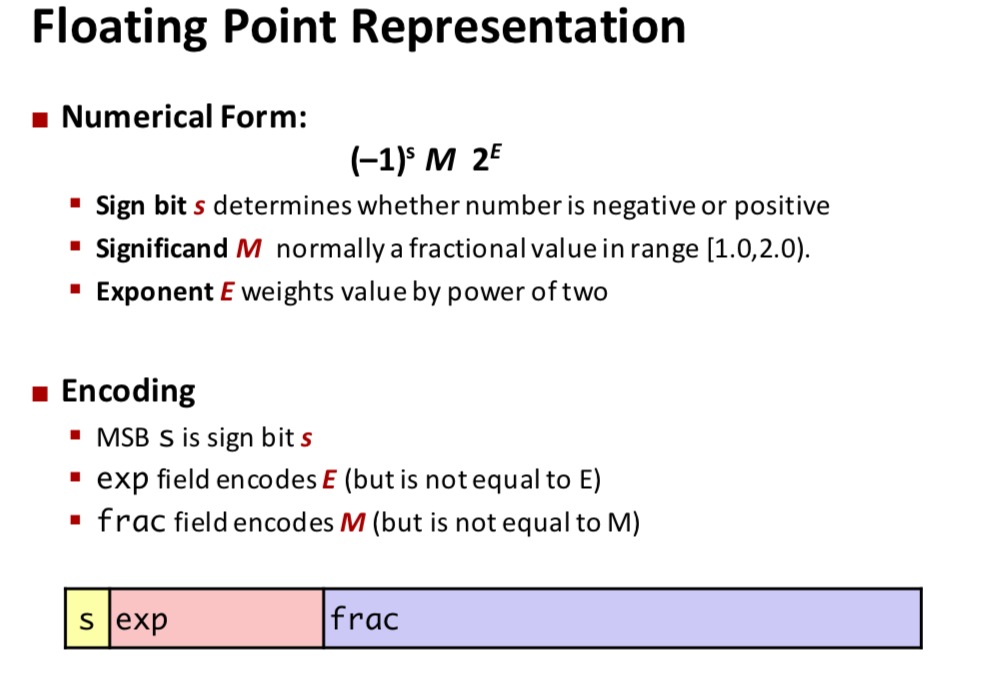 Floating Point Representation
Numerical Form:
(–1)ˢ M 2ᴱ
Sign bit s determines whether number is negative or positive
Significand M normally a fractional value in range [1.0,2.0).
Exponent E weights value by power of two
Encoding
MSB s is sign bit s
exp field encodes E (but is not equal to E)
frac field encodes M (but is not equal to M)
s exp frac